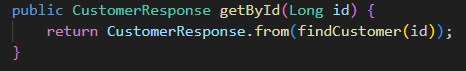 public CustomerResponse getById(Long id) {
    return CustomerResponse.from(findCustomer(id));
}